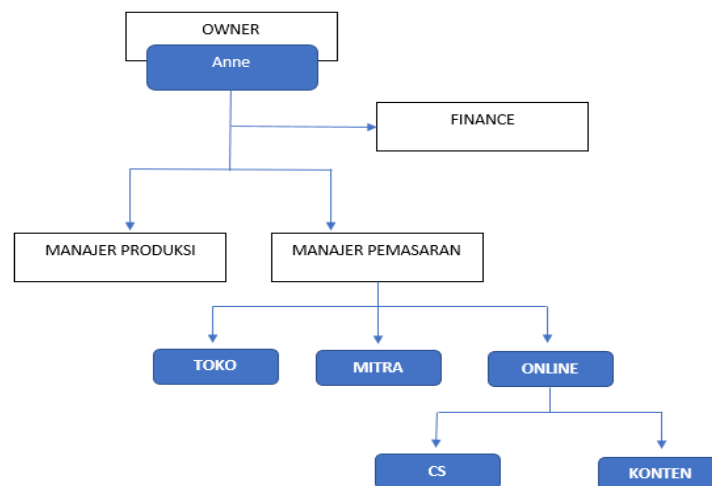 OWNER
Anne
FINANCE
MANAJER PRODUKSI
MANAJER PEMASARAN
TOKO
MITRA
ONLINE
CS
KONTEN